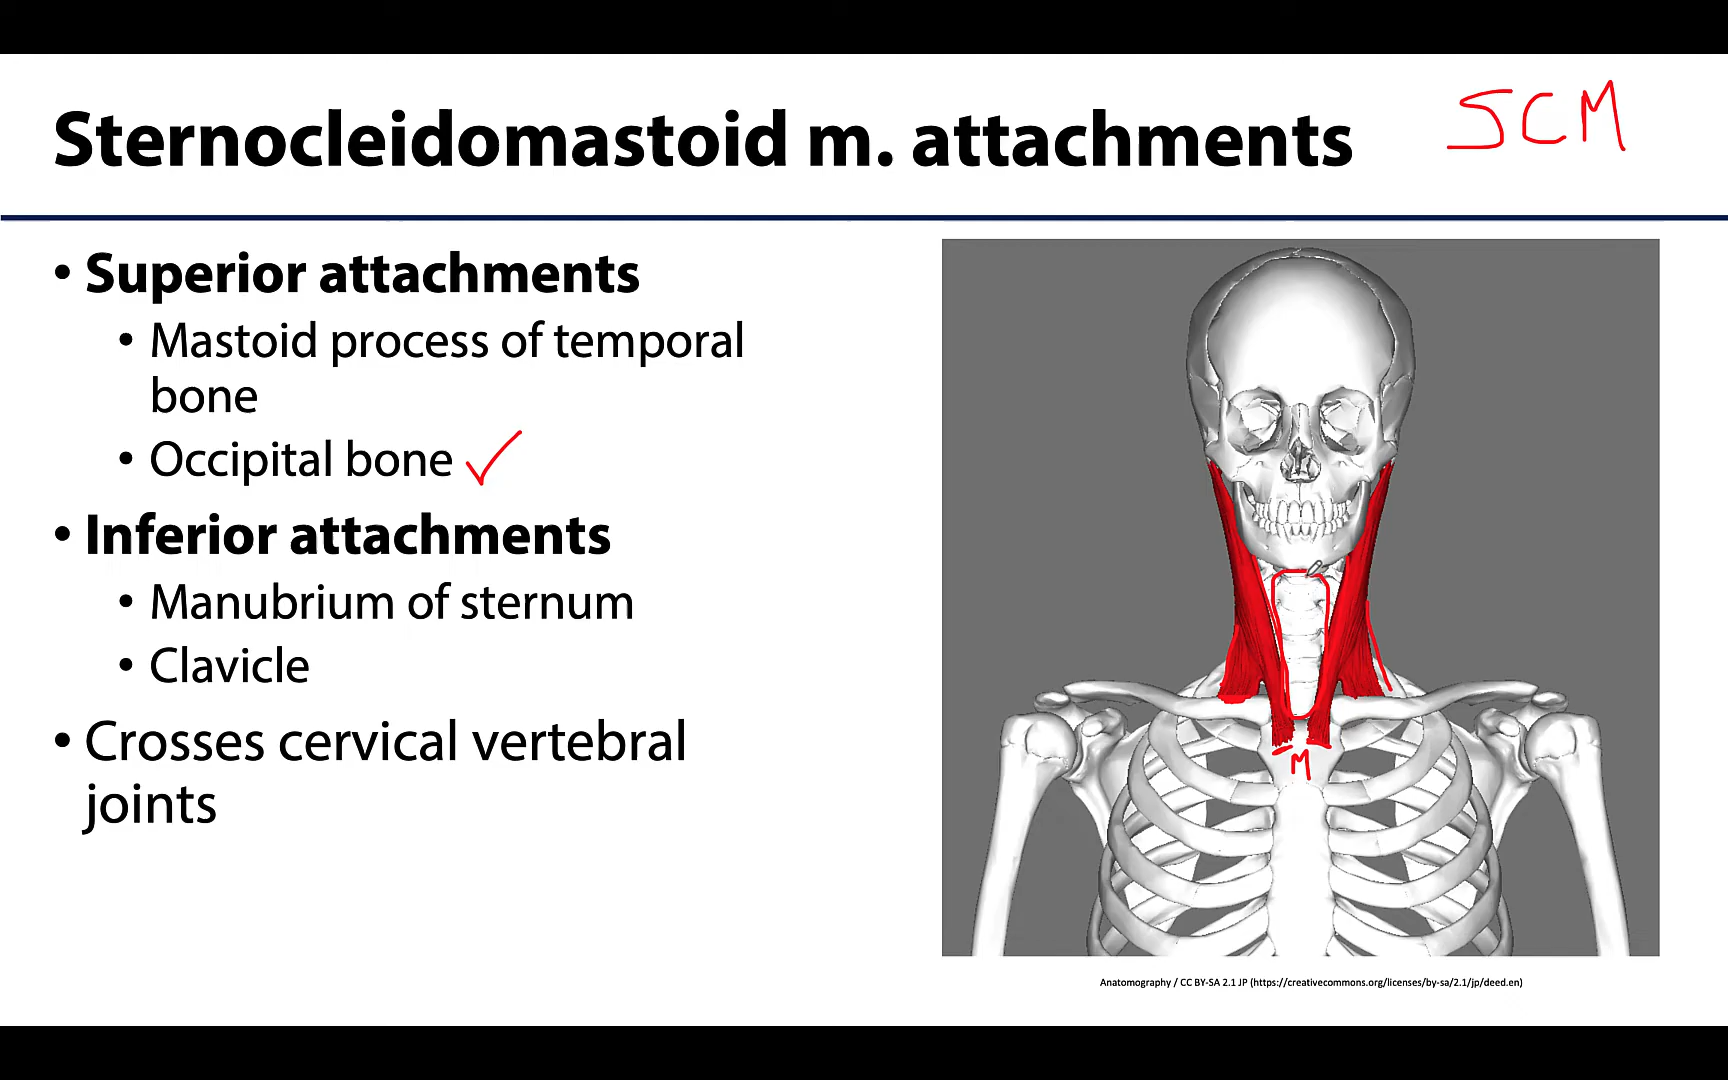 Sternocleidomastoid m. attachments
SCM
• Superior attachments
• Mastoid process of temporal
bone
• Occipital bone
• Inferior attachments
• Manubrium of sternum
• Clavicle
• Crosses cervical vertebral
joints
M
Anatomography / CC BY-SA 2.1 JP (https://creativecommons.org/licenses/by-sa/2.1/jp/deed.en)